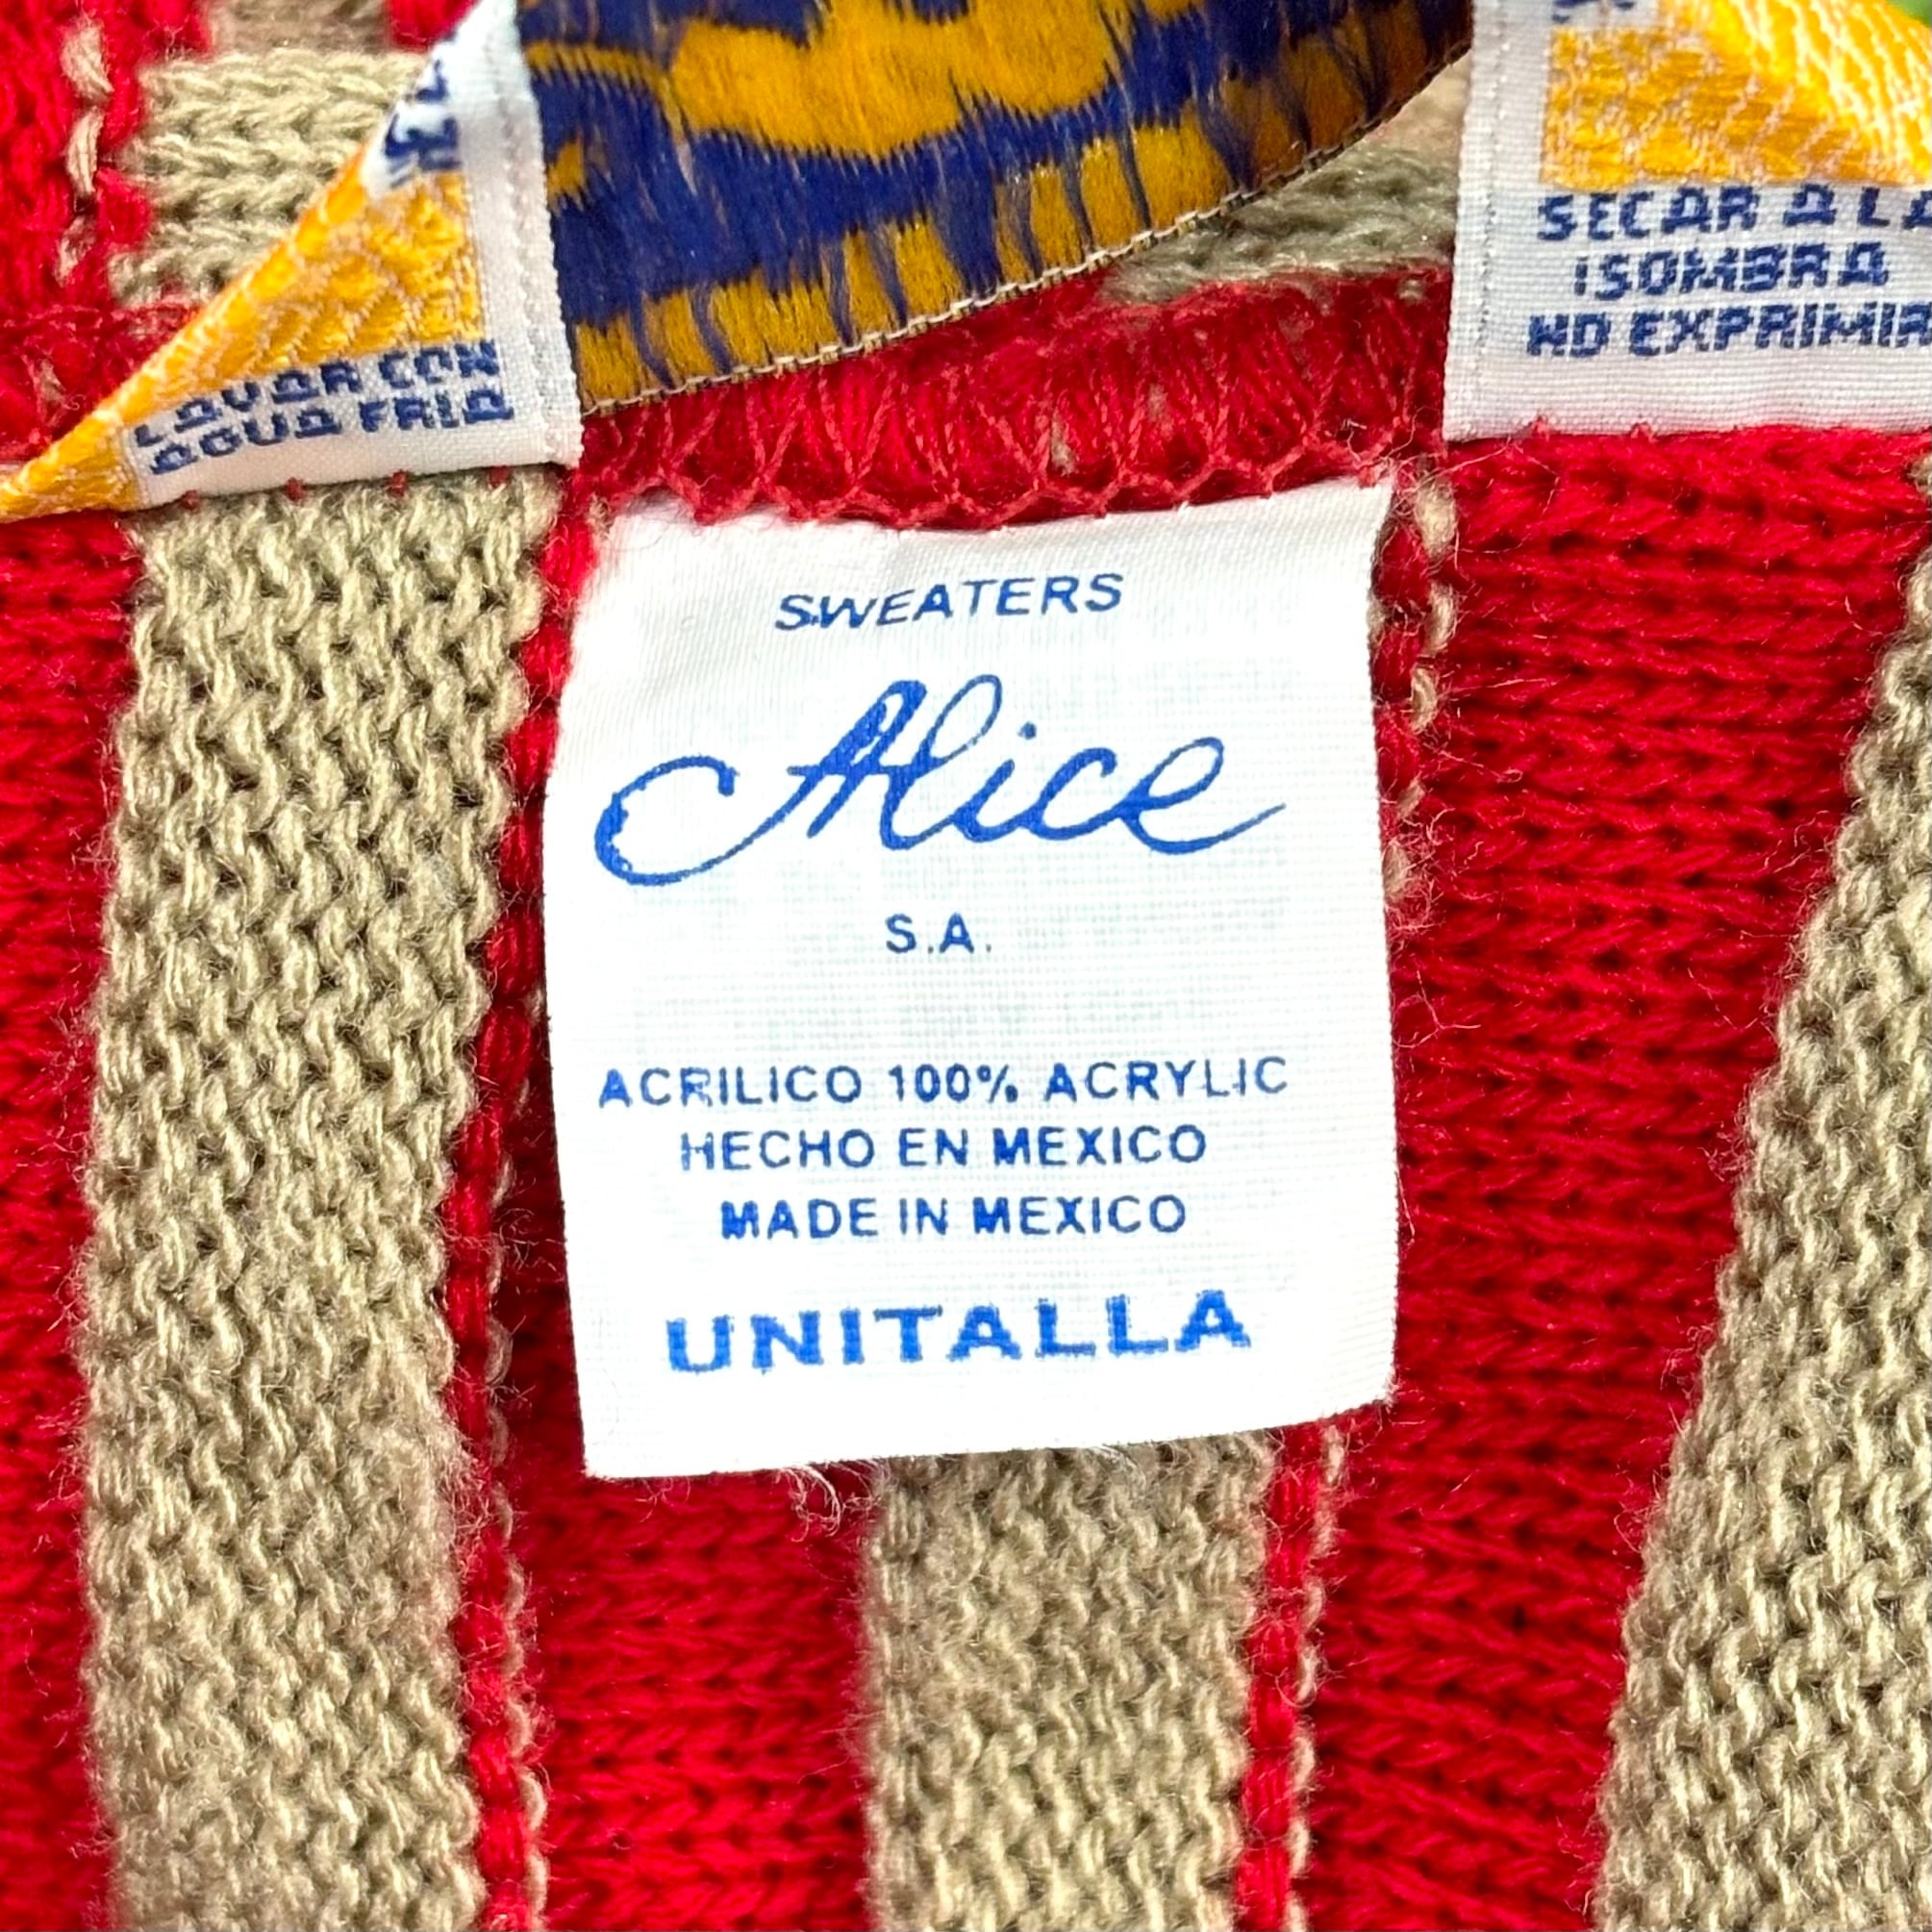 LAVAR CON
AGUA FRIA
SECAR A LA
SOMBRA
NO EXPRIMIR
SWEATERS
Alice
S.A.
ACRILICO 100% ACRYLIC
HECHO EN MEXICO
MADE IN MEXICO
UNITALLA